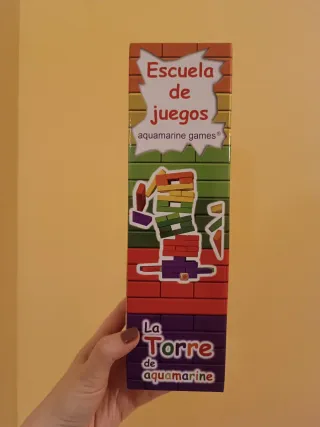 Escuela
de
juegos
aquamarine games®
La
Torre
de
aquamarine